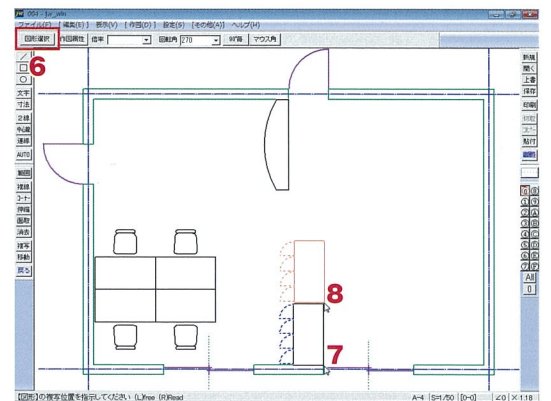 004 - jw_win
ファイル(F) [編集(E)] 表示(V) [作図(D)] 設定(S) [その他(A)] ヘルプ(H)
図形選択 作図属性 倍率 回転角 270 90°毎 マウス角
6
／
□
○
文字
寸法
2線
中心線
連線
AUTO
範囲
複線
コーナー
伸縮
面取
消去
複写
移動
戻る
8
7
新規
開く
上書
保存
印刷
貼付
All
0
【図形】の複写位置を指示してください (L)free (R)Read
A-4 S=1/50 [0-0] ∠0 × 1.18